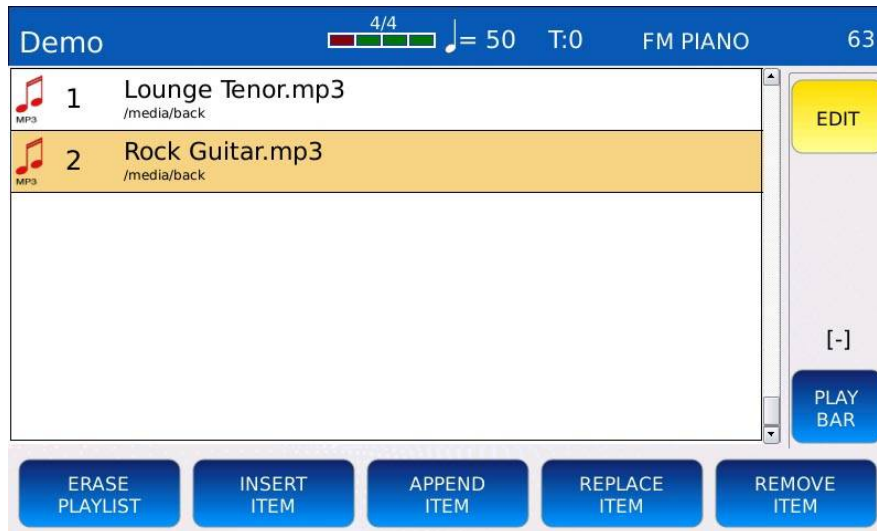 Demo 4/4 = 50 T:0 FM PIANO 63
MP3 1 Lounge Tenor.mp3
/media/back
MP3 2 Rock Guitar.mp3
/media/back
EDIT
[-]
PLAY
BAR
ERASE
PLAYLIST
INSERT
ITEM
APPEND
ITEM
REPLACE
ITEM
REMOVE
ITEM